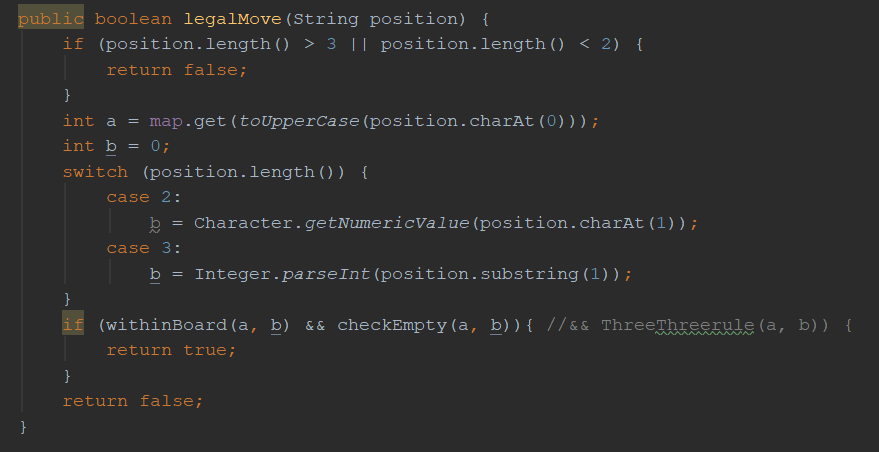 public boolean legalMove(String position) {
    if (position.length() > 3 || position.length() < 2) {
        return false;
    }
    int a = map.get(toUpperCase(position.charAt(0)));
    int b = 0;
    switch (position.length()) {
        case 2:
            b = Character.getNumericValue(position.charAt(1));
        case 3:
            b = Integer.parseInt(position.substring(1));
    }
    if (withinBoard(a, b) && checkEmpty(a, b)){ //&& ThreeThreerule(a, b)) {
        return true;
    }
    return false;
}